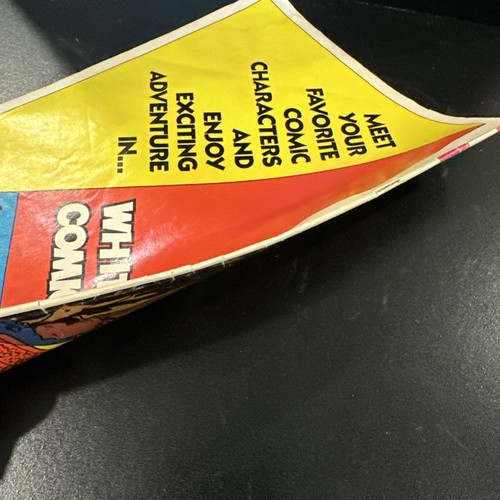 MEET
YOUR
FAVORITE
COMIC
CHARACTERS
AND
ENJOY
EXCITING
ADVENTURE
IN...